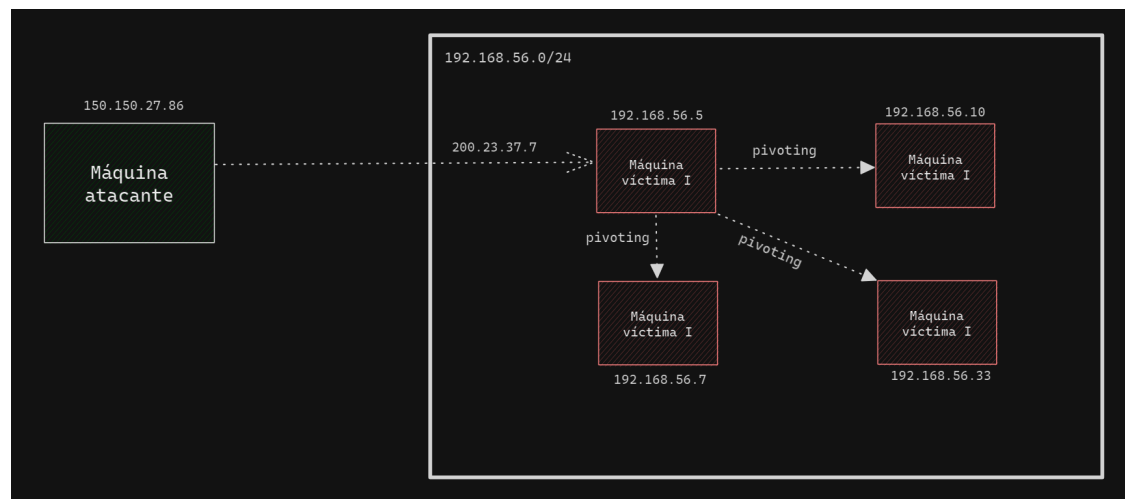 192.168.56.0/24
150.150.27.86
Máquina
atacante
200.23.37.7
192.168.56.5
Máquina
víctima I
pivoting
192.168.56.10
Máquina
víctima I
pivoting
pivoting
Máquina
víctima I
192.168.56.7
Máquina
víctima I
192.168.56.33